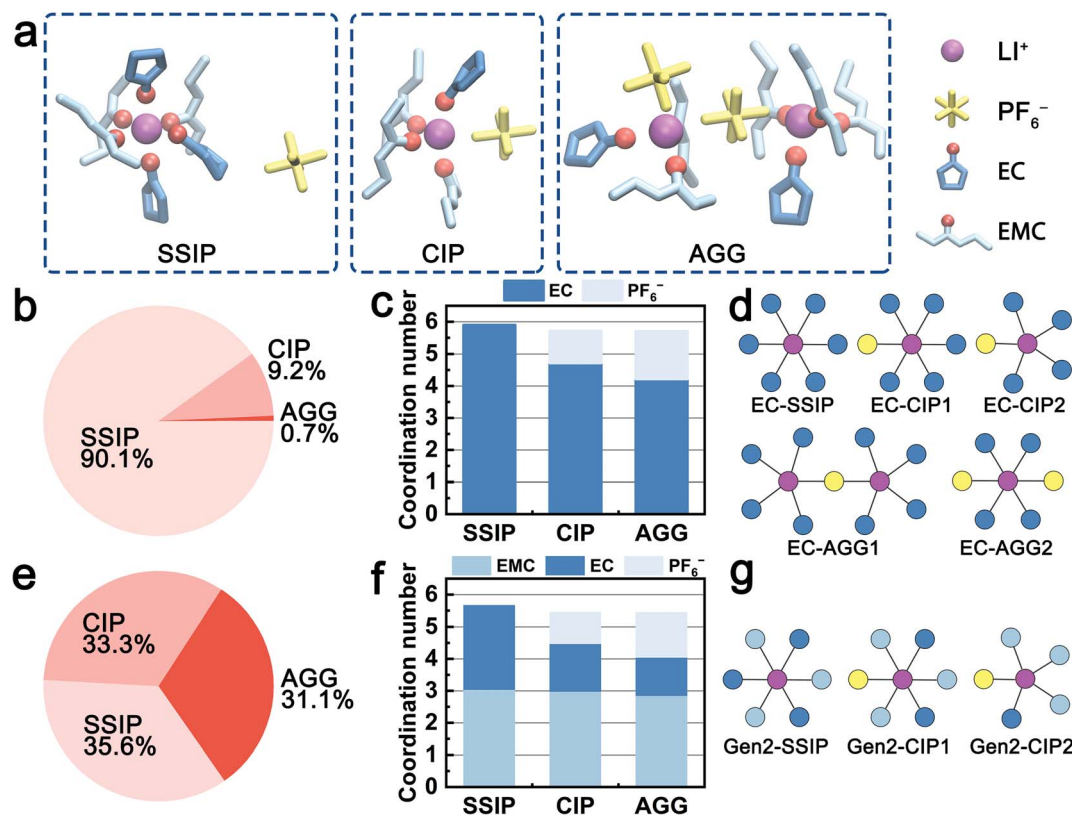 a
SSIP
CIP
AGG
LI⁺
PF₆⁻
EC
EMC
b
CIP
9.2%
AGG
0.7%
SSIP
90.1%
c
EC PF₆⁻
Coordination number
6
5
4
3
2
1
0
SSIP CIP AGG
d
EC-SSIP EC-CIP1 EC-CIP2
EC-AGG1 EC-AGG2
e
CIP
33.3%
AGG
31.1%
SSIP
35.6%
f
EMC EC PF₆⁻
Coordination number
6
5
4
3
2
1
0
SSIP CIP AGG
g
Gen2-SSIP Gen2-CIP1 Gen2-CIP2